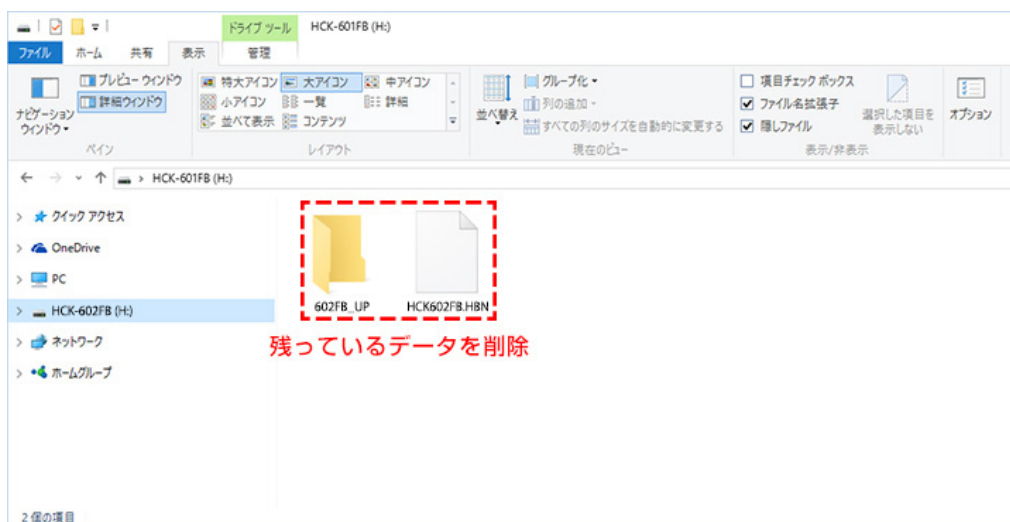 ドライブ ツール HCK-601FB (H:)
ファイル ホーム 共有 表示 管理
ナビゲーション
ウィンドウ
プレビュー ウィンドウ
詳細ウィンドウ
ペイン
特大アイコン 大アイコン 中アイコン
小アイコン 一覧 詳細
並べて表示 コンテンツ
レイアウト
並べ替え
グループ化
列の追加
すべての列のサイズを自動的に変更する
現在のビュー
項目チェック ボックス
ファイル名拡張子
隠しファイル
選択した項目を
表示しない
表示/非表示
オプション
HCK-601FB (H:)
クイック アクセス
OneDrive
PC
HCK-602FB (H:)
ネットワーク
ホームグループ
602FB_UP HCK602FB.HBN
残っているデータを削除
2 個の項目